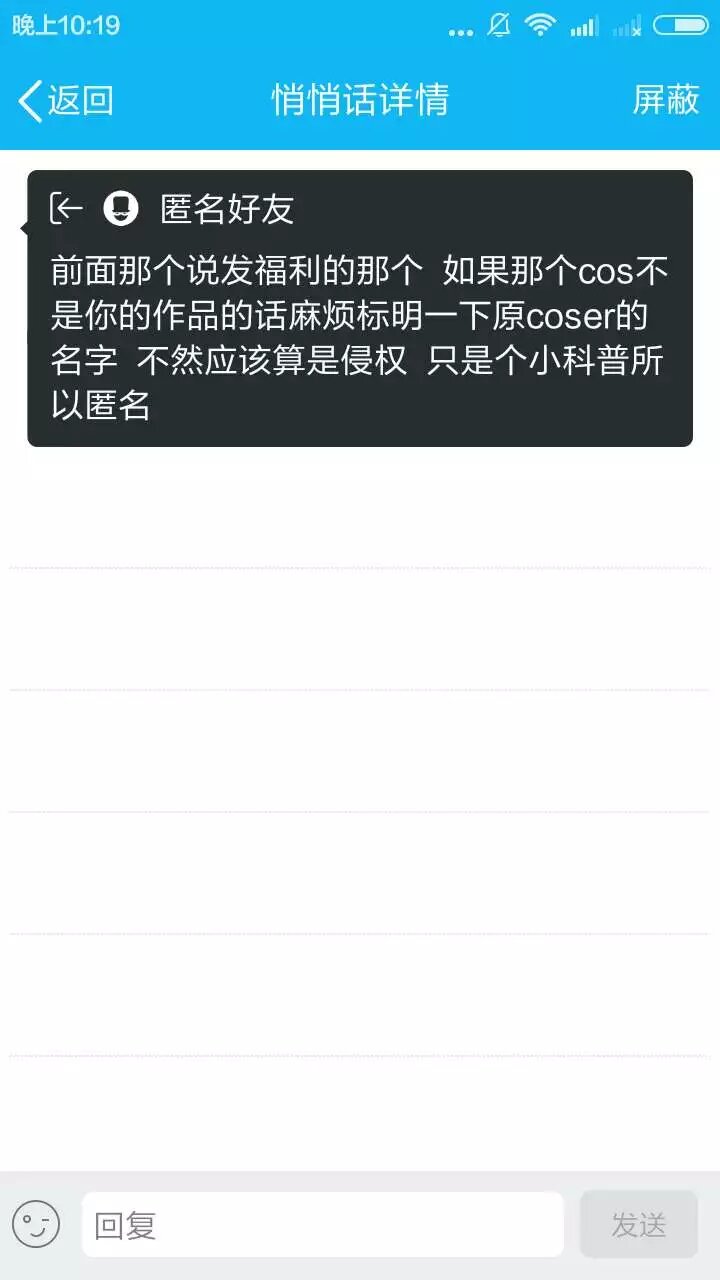 晚上10:19
返回
悄悄话详情
屏蔽
匿名好友
前面那个说发福利的那个 如果那个cos不
是你的作品的话麻烦标明一下原coser的
名字 不然应该算是侵权 只是个小科普所
以匿名
回复
发送